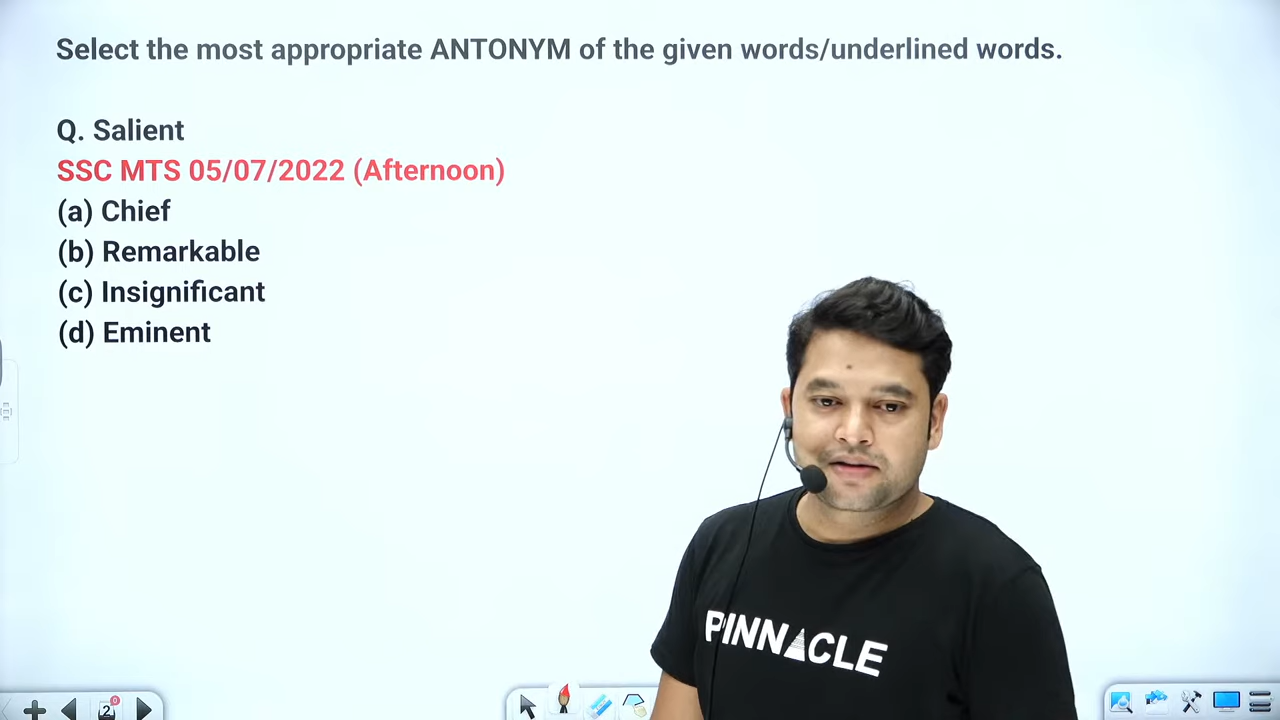 Select the most appropriate ANTONYM of the given words/underlined words.
Q. Salient
SSC MTS 05/07/2022 (Afternoon)
(a) Chief
(b) Remarkable
(c) Insignificant
(d) Eminent
PINNACLE
2
0